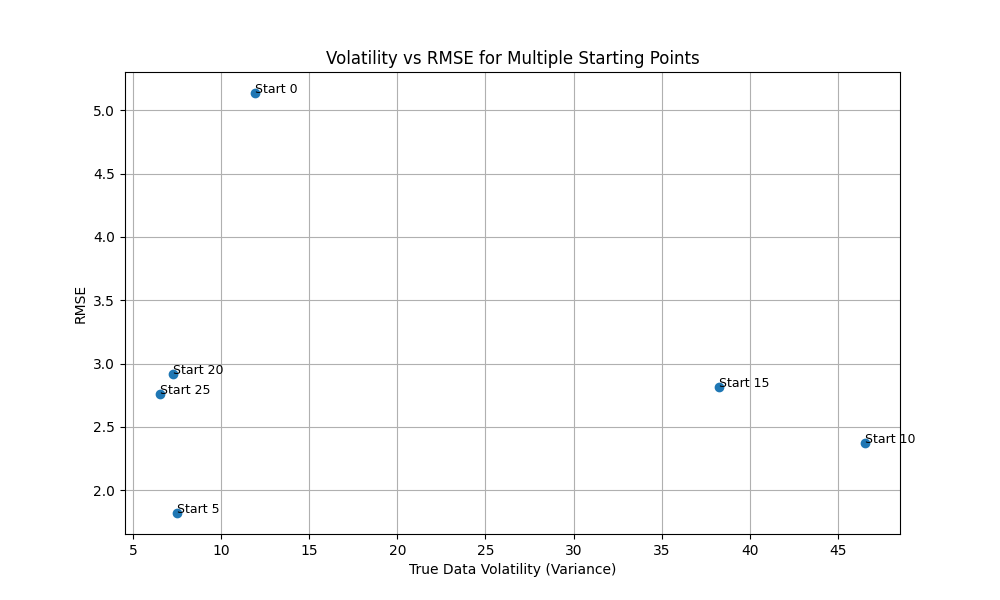 Volatility vs RMSE for Multiple Starting Points
Start 0
5.0
4.5
4.0
RMSE
3.5
3.0
Start 20
Start 15
Start 25
2.5
Start 10
2.0
Start 5
5 10 15 20 25 30 35 40 45
True Data Volatility (Variance)